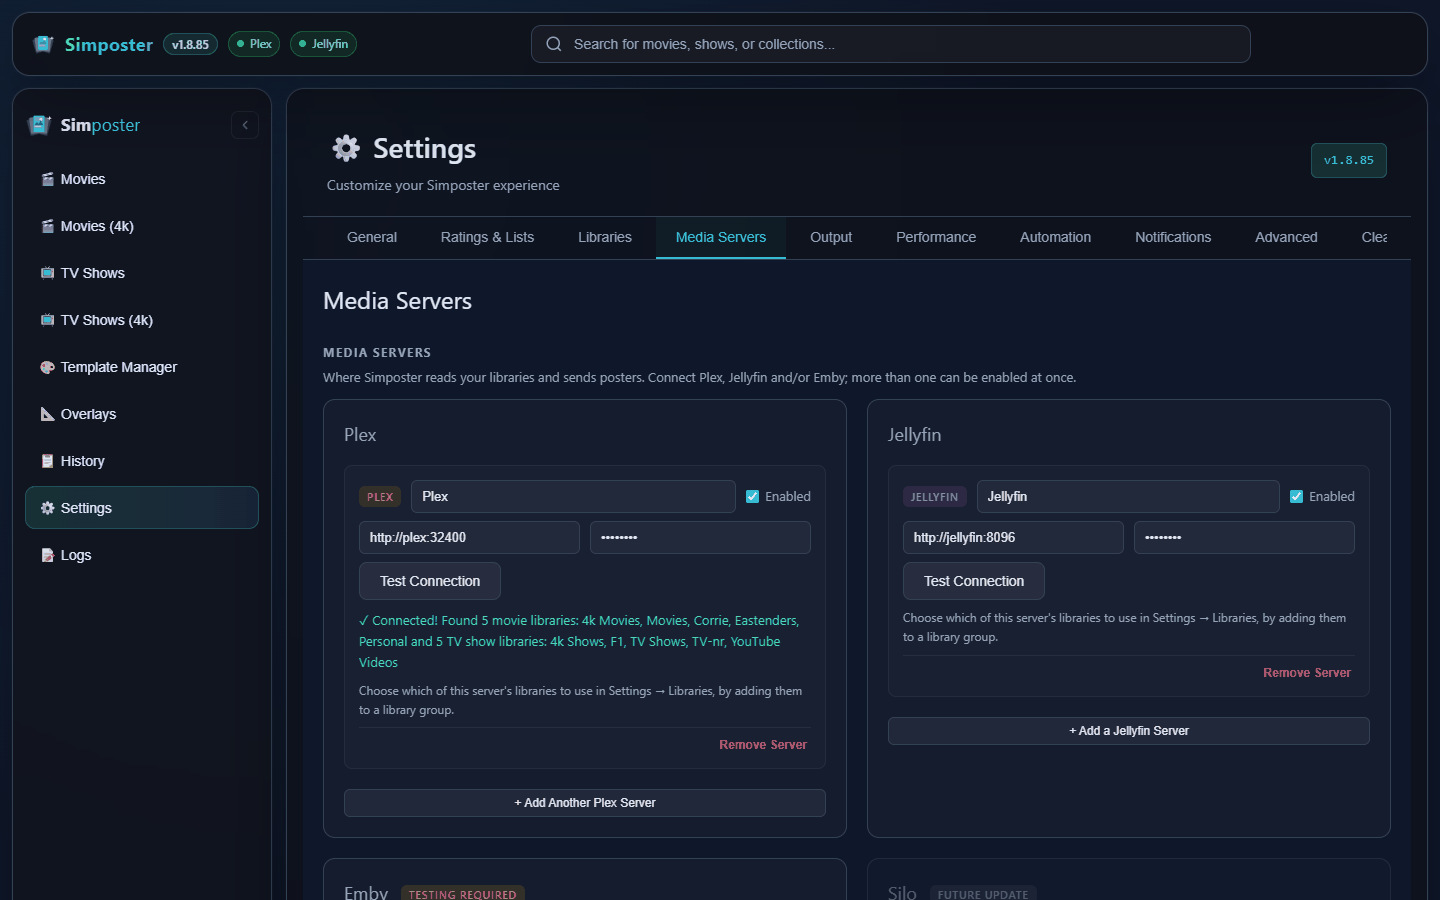 Simposter
v1.8.85
Plex
Jellyfin
Search for movies, shows, or collections...
Simposter
Movies
Movies (4k)
TV Shows
TV Shows (4k)
Template Manager
Overlays
History
Settings
Logs
Settings
Customize your Simposter experience
v1.8.85
General
Ratings & Lists
Libraries
Media Servers
Output
Performance
Automation
Notifications
Advanced
Clea
Media Servers
MEDIA SERVERS
Where Simposter reads your libraries and sends posters. Connect Plex, Jellyfin and/or Emby; more than one can be enabled at once.
Plex
PLEX
Plex
Enabled
http://plex:32400
••••••••
Test Connection
✓ Connected! Found 5 movie libraries: 4k Movies, Movies, Corrie, Eastenders,
Personal and 5 TV show libraries: 4k Shows, F1, TV Shows, TV-nr, YouTube
Videos
Choose which of this server's libraries to use in Settings → Libraries, by adding them
to a library group.
Remove Server
+ Add Another Plex Server
Jellyfin
JELLYFIN
Jellyfin
Enabled
http://jellyfin:8096
••••••••
Test Connection
Choose which of this server's libraries to use in Settings → Libraries, by adding them
to a library group.
Remove Server
+ Add a Jellyfin Server
Emby
TESTING REQUIRED
Silo
FUTURE UPDATE